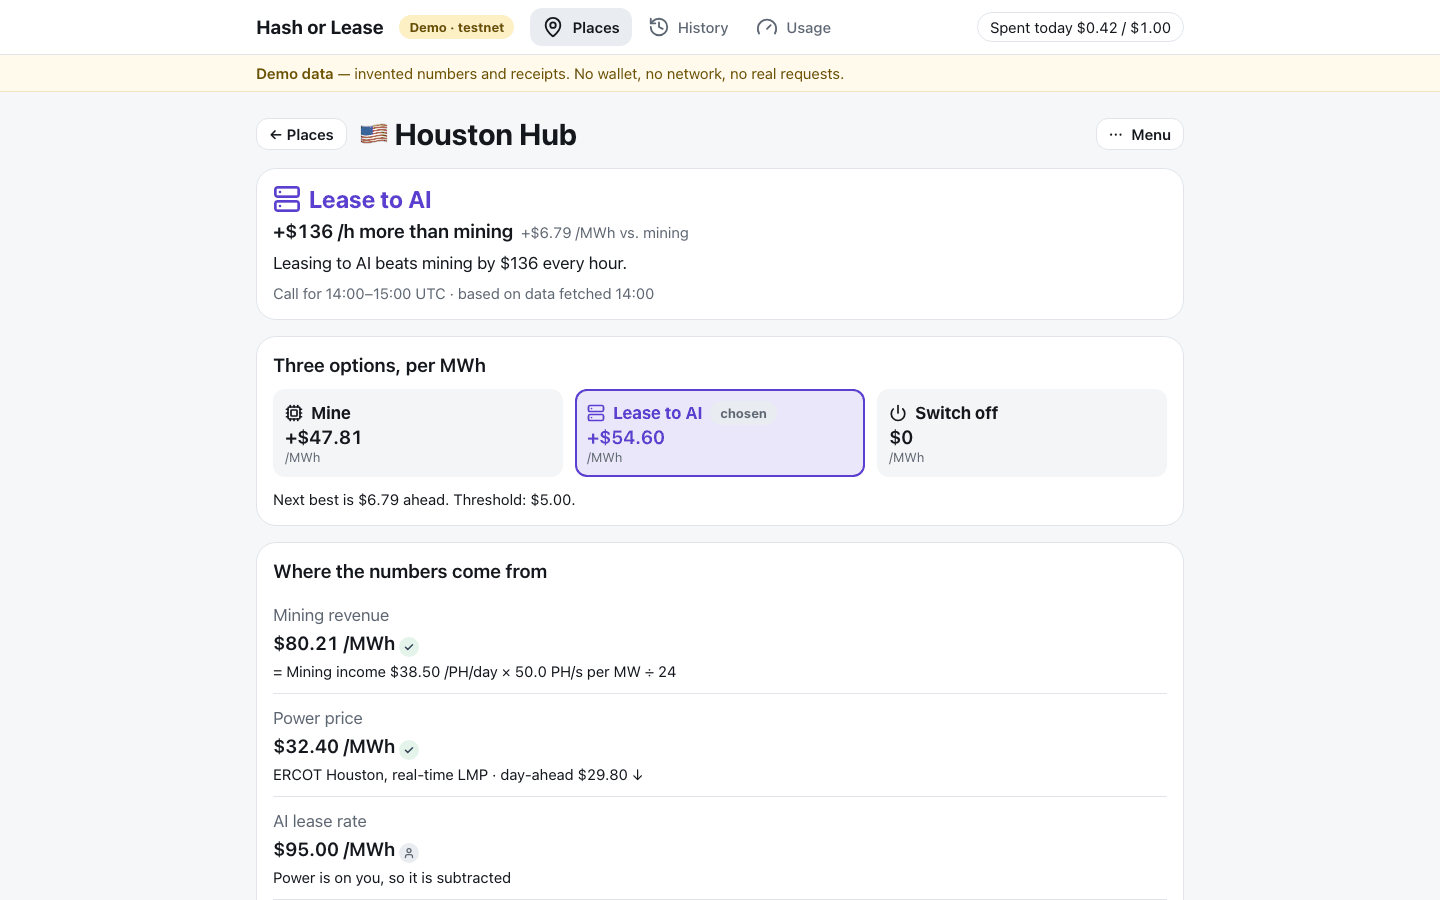 Hash or Lease
Demo · testnet
Places
History
Usage
Spent today $0.42 / $1.00
Demo data — invented numbers and receipts. No wallet, no network, no real requests.
← Places
Houston Hub
··· Menu
Lease to AI
+$136 /h more than mining +$6.79 /MWh vs. mining
Leasing to AI beats mining by $136 every hour.
Call for 14:00–15:00 UTC · based on data fetched 14:00
Three options, per MWh
Mine
+$47.81
/MWh
Lease to AI chosen
+$54.60
/MWh
Switch off
$0
/MWh
Next best is $6.79 ahead. Threshold: $5.00.
Where the numbers come from
Mining revenue
$80.21 /MWh
= Mining income $38.50 /PH/day × 50.0 PH/s per MW ÷ 24
Power price
$32.40 /MWh
ERCOT Houston, real-time LMP · day-ahead $29.80 ↓
AI lease rate
$95.00 /MWh
Power is on you, so it is subtracted